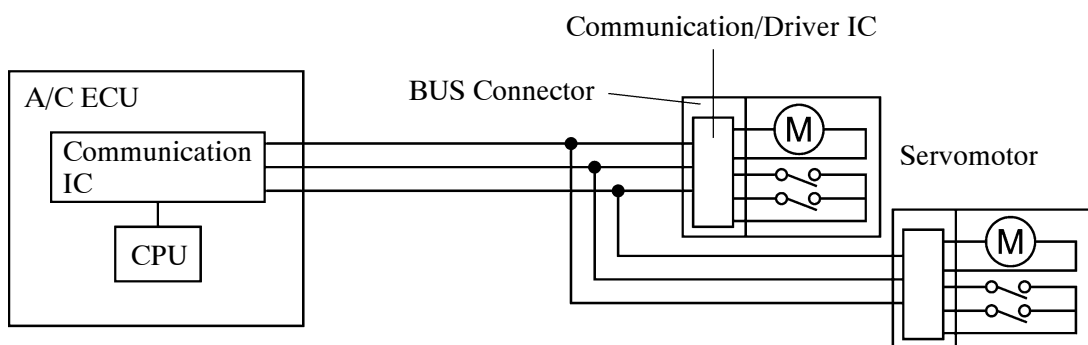 Communication/Driver IC
BUS Connector
A/C ECU
Communication
IC
CPU
M
Servomotor
M